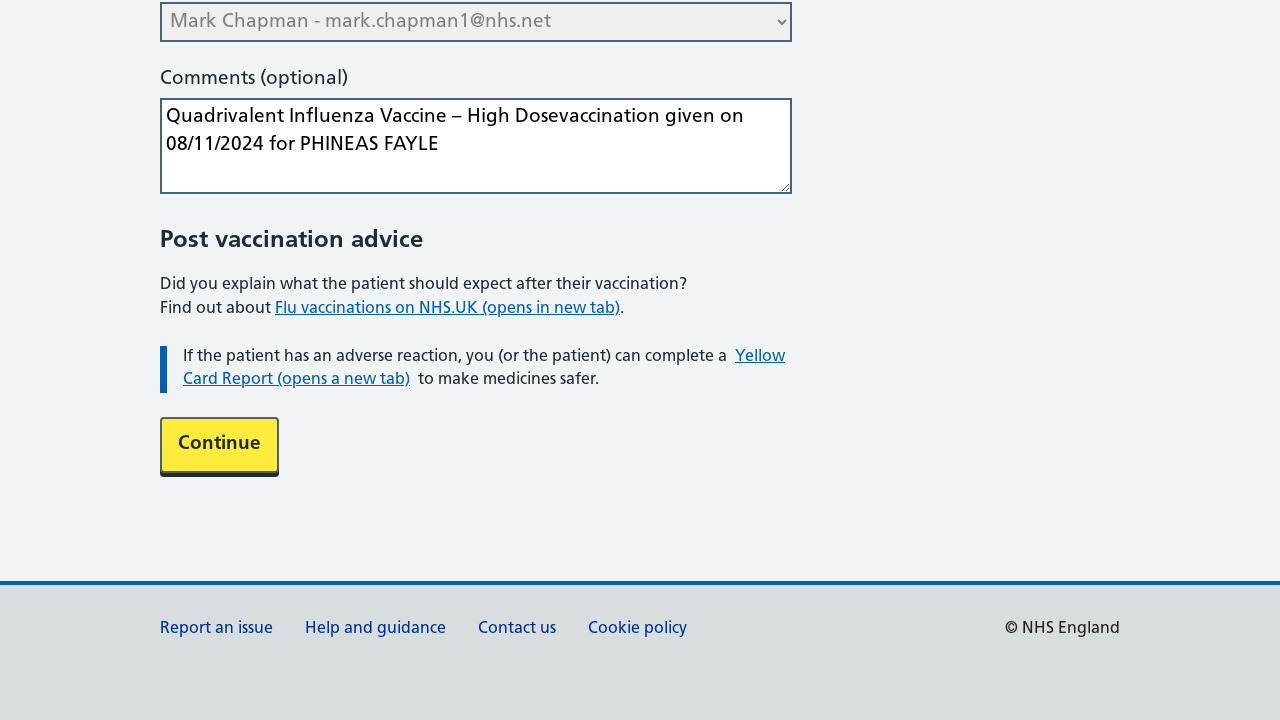 Mark Chapman - mark.chapman1@nhs.net
Comments (optional)
Quadrivalent Influenza Vaccine – High Dosevaccination given on
08/11/2024 for PHINEAS FAYLE
Post vaccination advice
Did you explain what the patient should expect after their vaccination?
Find out about Flu vaccinations on NHS.UK (opens in new tab).
If the patient has an adverse reaction, you (or the patient) can complete a Yellow
Card Report (opens a new tab) to make medicines safer.
Continue
Report an issue Help and guidance Contact us Cookie policy © NHS England